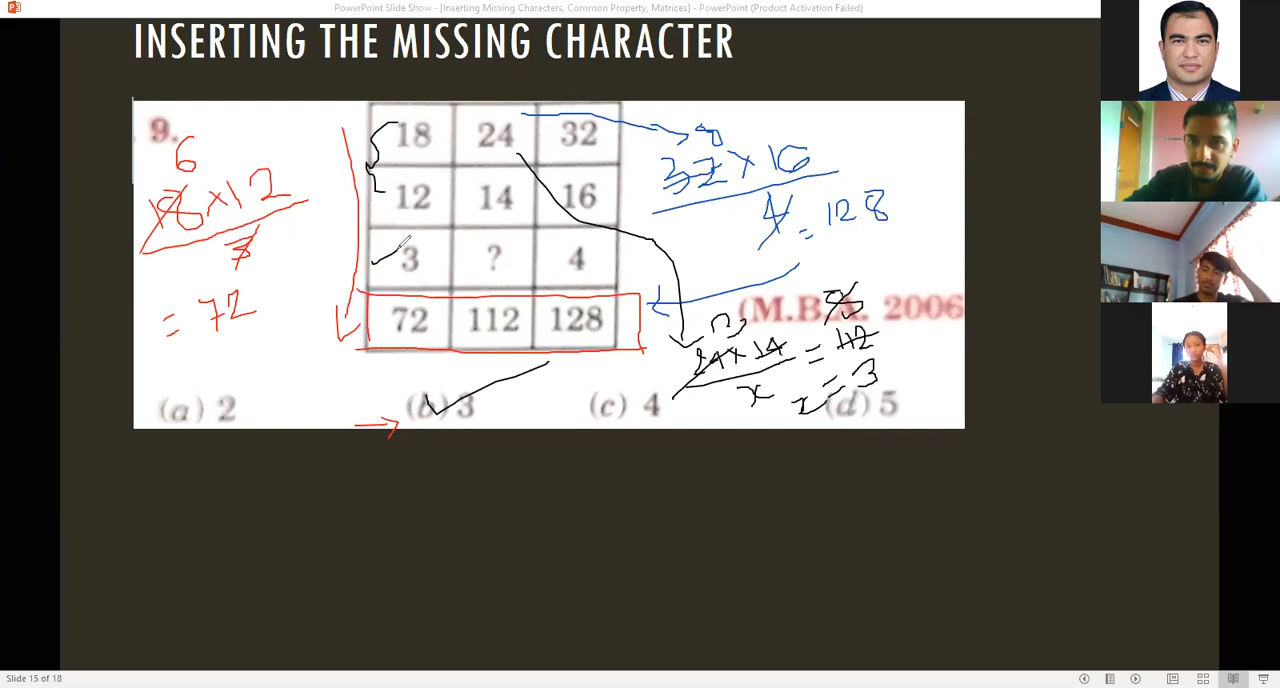 PowerPoint Slide Show - [Inserting Missing Characters, Common Property, Matrices] - PowerPoint (Product Activation Failed)
INSERTING THE MISSING CHARACTER
9.
18 24 32
12 14 16
3 ? 4
72 112 128
(M.B.A. 2006
(a) 2 (b) 3 (c) 4 (d) 5
6
18 × 12
3
= 72
8
32 × 16
4
= 128
24 × 14 = 112
x
x = 3
Slide 15 of 18